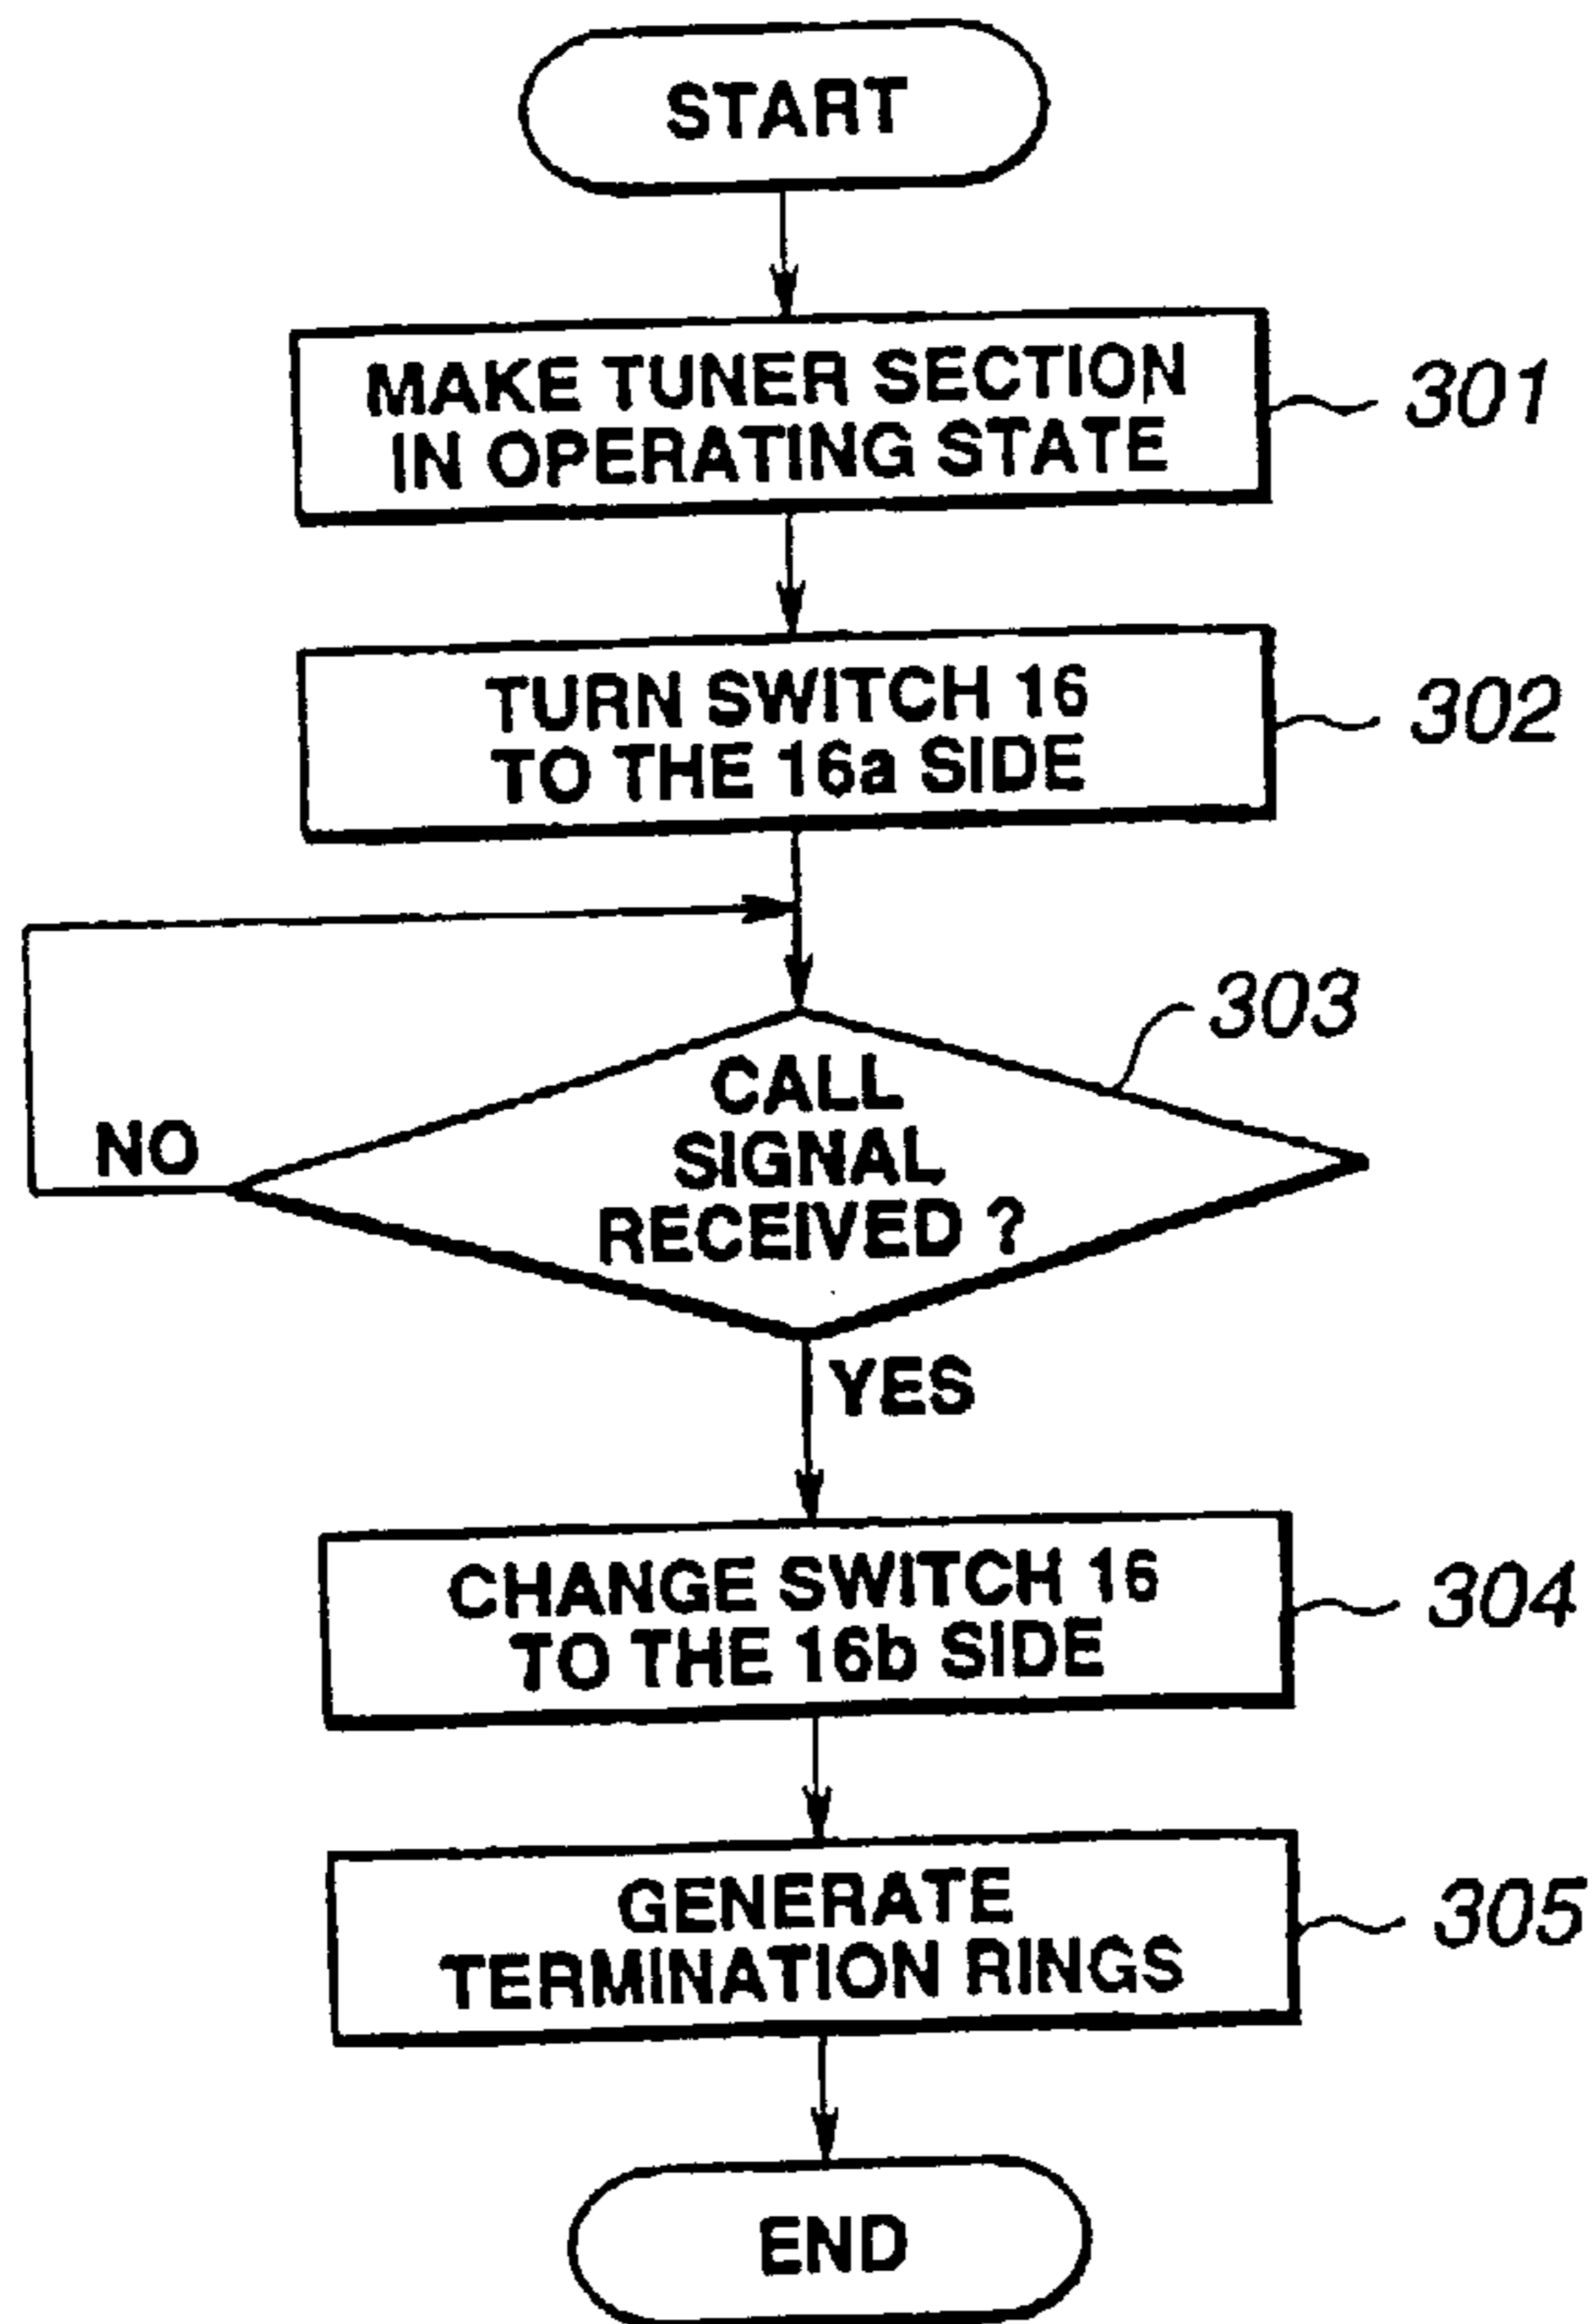 START
MAKE TUNER SECTION
IN OPERATING STATE
301
TURN SWITCH 16
TO THE 16a SIDE
302
303
CALL
SIGNAL
RECEIVED ?
NO
YES
CHANGE SWITCH 16
TO THE 16b SIDE
304
GENERATE
TERMINATION RINGS
305
END